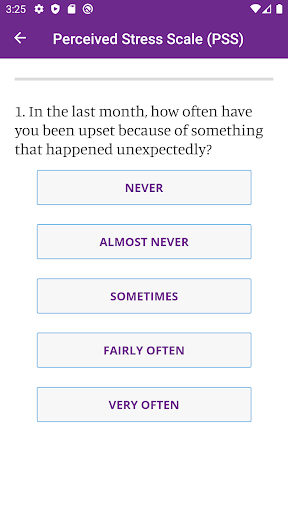 3:25
Perceived Stress Scale (PSS)
1. In the last month, how often have
you been upset because of something
that happened unexpectedly?
NEVER
ALMOST NEVER
SOMETIMES
FAIRLY OFTEN
VERY OFTEN